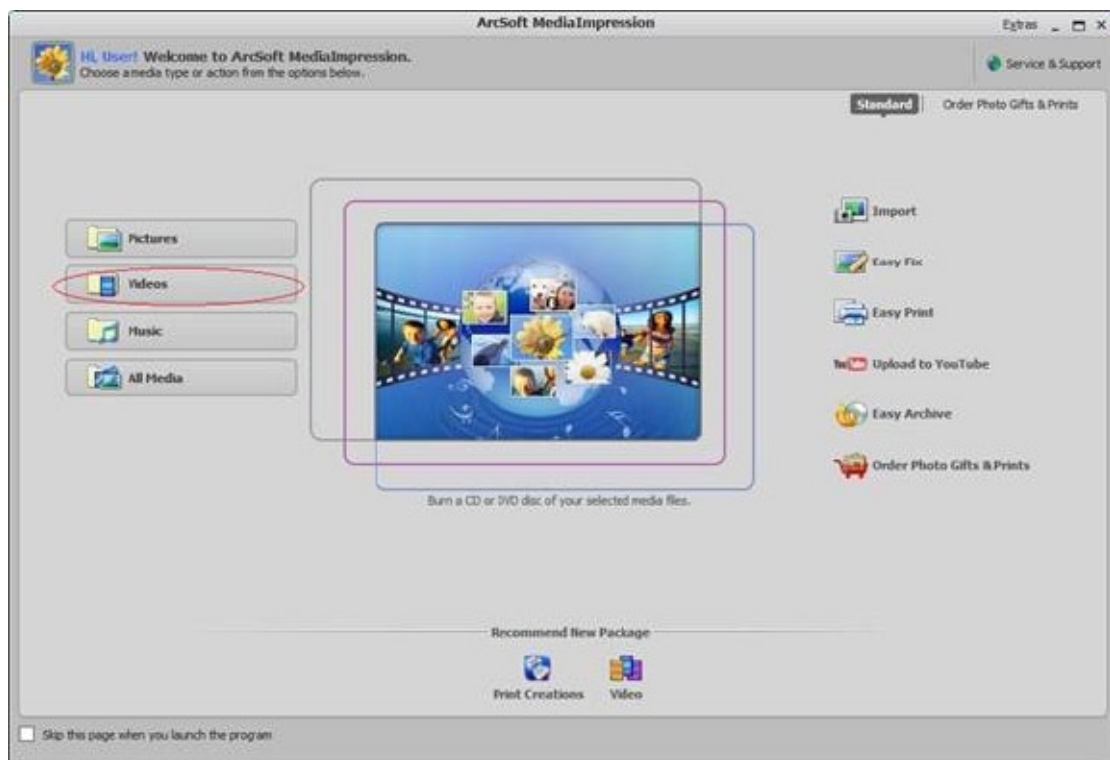 ArcSoft MediaImpression
Extras
Hi, User! Welcome to ArcSoft MediaImpression.
Choose a media type or action from the options below.
Service & Support
Standard
Order Photo Gifts & Prints
Pictures
Videos
Music
All Media
Import
Easy Fix
Easy Print
Upload to YouTube
Easy Archive
Order Photo Gifts & Prints
Burn a CD or DVD disc of your selected media files.
Recommend New Package
Print Creations
Video
Skip this page when you launch the program